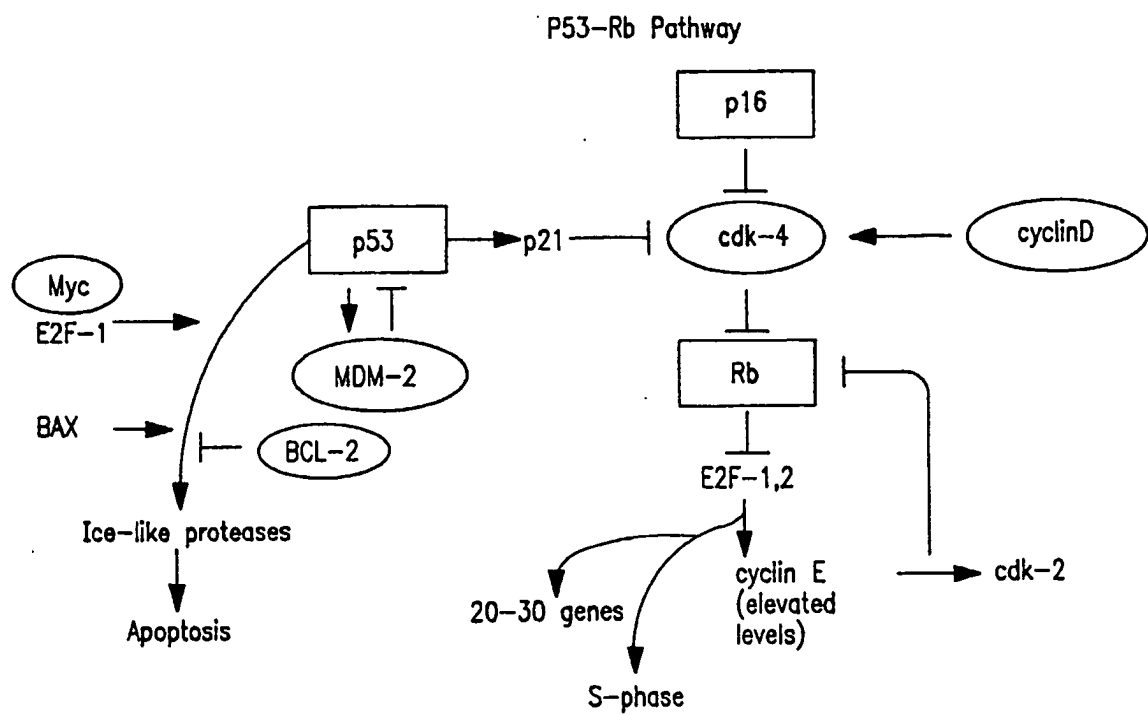 P53-Rb Pathway
p16
p53
p21
cdk-4
cyclinD
Myc
E2F-1
MDM-2
Rb
BAX
BCL-2
E2F-1,2
Ice-like proteases
20-30 genes
cyclin E
(elevated
levels)
cdk-2
Apoptosis
S-phase